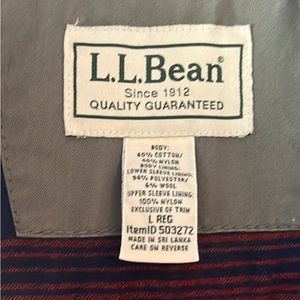 L.L.Bean®
Since 1912
QUALITY GUARANTEED
BODY:
60% COTTON/
40% NYLON
BODY LINING:
LOWER SLEEVE LINING:
94% POLYESTER/
6% WOOL
UPPER SLEEVE LINING:
100% NYLON
EXCLUSIVE OF TRIM
L REG
ItemID 503272
MADE IN SRI LANKA
CARE ON REVERSE